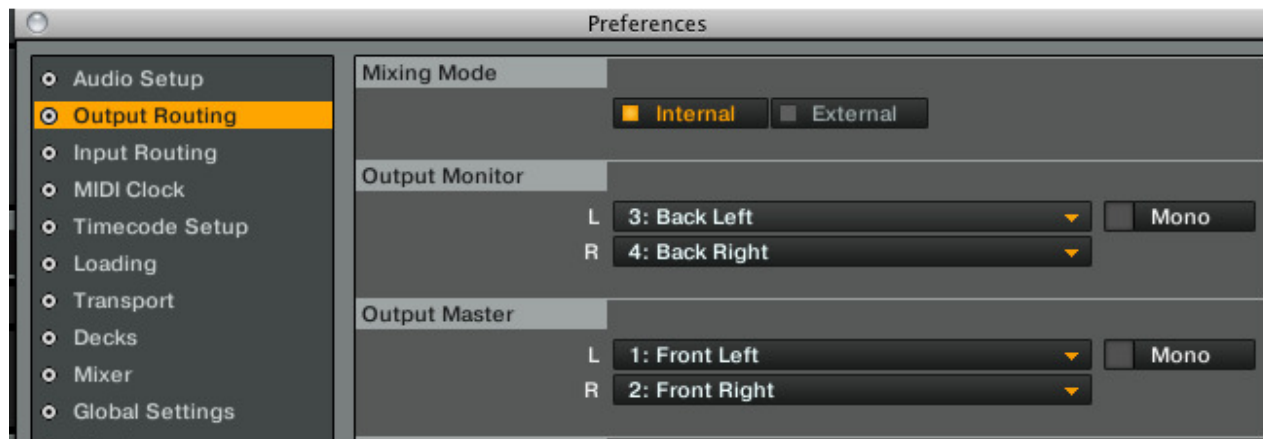 Preferences
Audio Setup
Output Routing
Input Routing
MIDI Clock
Timecode Setup
Loading
Transport
Decks
Mixer
Global Settings
Mixing Mode
Internal External
Output Monitor
L 3: Back Left Mono
R 4: Back Right
Output Master
L 1: Front Left Mono
R 2: Front Right